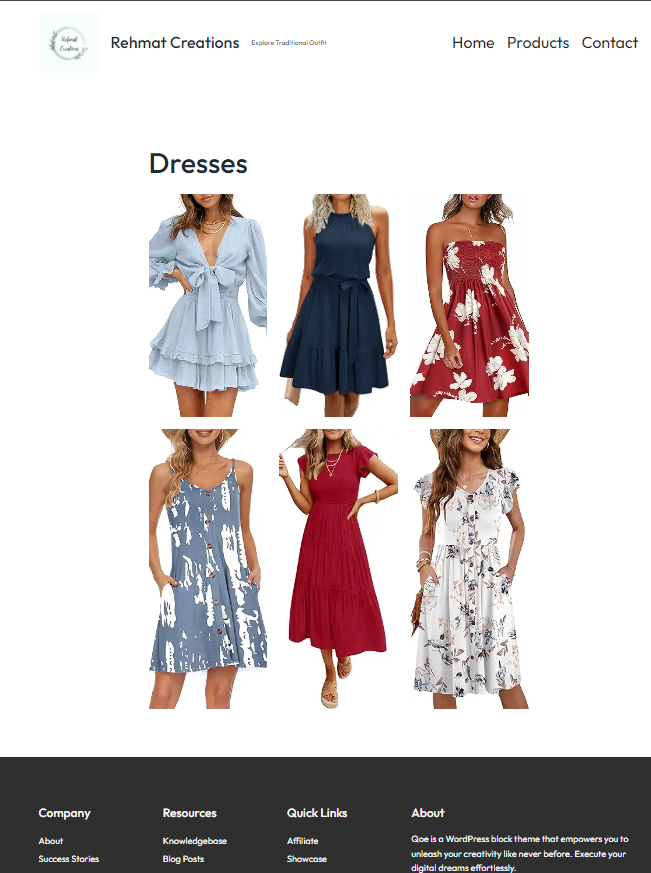 Rehmat
Creations
Rehmat Creations
Explore Traditional Outfit
Home Products Contact
Dresses
Company
About
Success Stories
Resources
Knowledgebase
Blog Posts
Quick Links
Affiliate
Showcase
About
Qoe is a WordPress block theme that empowers you to
unleash your creativity like never before. Execute your
digital dreams effortlessly.